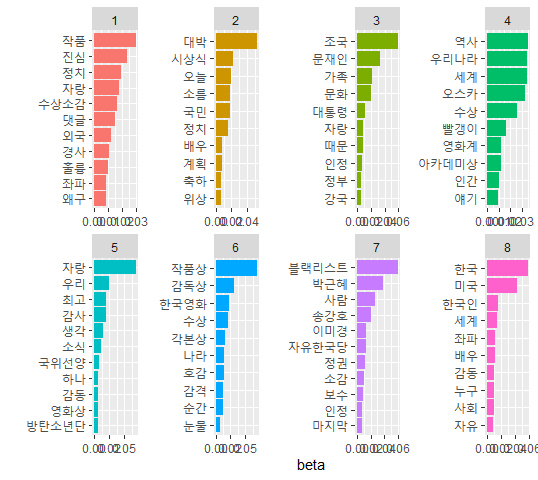 1
작품
진심
정치
자랑
수상소감
댓글
외국
경사
훌륭
좌파
왜구
2
대박
시상식
오늘
소름
국민
정치
배우
계획
축하
위상
3
조국
문재인
가족
문화
대통령
자랑
때문
인정
정부
강국
4
역사
우리나라
세계
오스카
수상
빨갱이
영화계
아카데미상
인간
얘기
5
자랑
우리
최고
감사
생각
소식
국위선양
하나
감동
영화상
방탄소년단
6
작품상
감독상
한국영화
수상
각본상
나라
호감
감격
순간
눈물
7
블랙리스트
박근혜
사람
송강호
이미경
자유한국당
정권
소감
보수
인정
마지막
8
한국
미국
한국인
세계
좌파
배우
감동
누구
사회
자유
beta